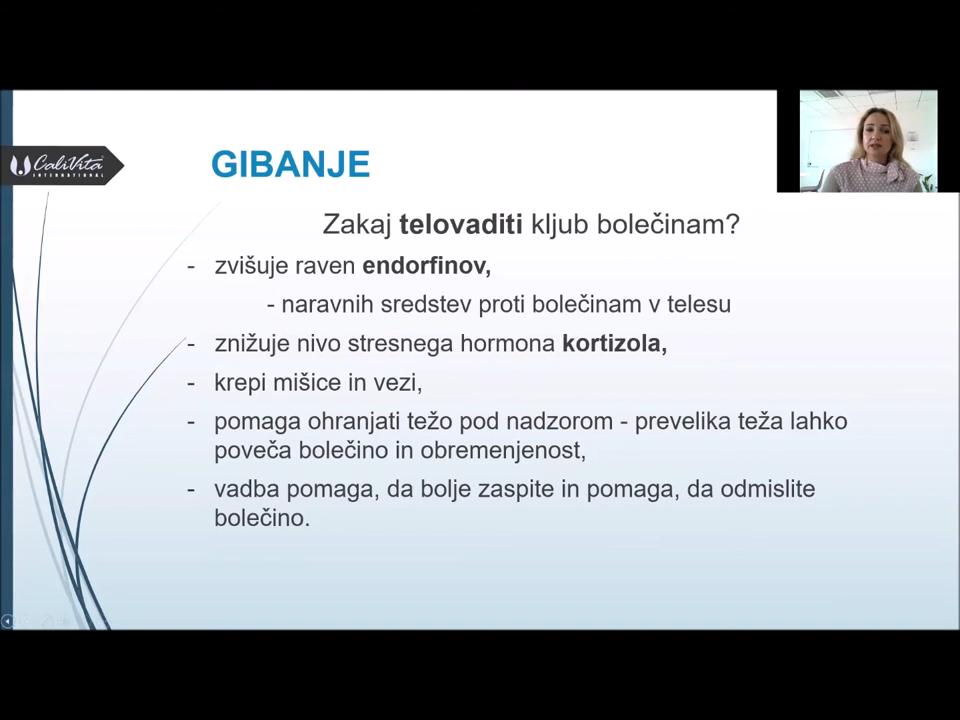 CaliVita
INTERNATIONAL
GIBANJE
Zakaj telovaditi kljub bolečinam?
- zvišuje raven endorfinov,
- naravnih sredstev proti bolečinam v telesu
- znižuje nivo stresnega hormona kortizola,
- krepi mišice in vezi,
- pomaga ohranjati težo pod nadzorom - prevelika teža lahko
poveča bolečino in obremenjenost,
- vadba pomaga, da bolje zaspite in pomaga, da odmislite
bolečino.